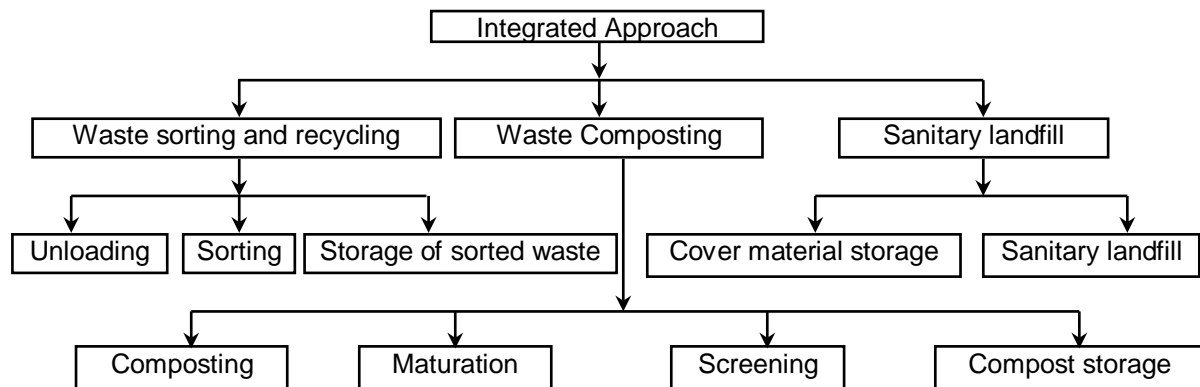 Integrated Approach
Waste sorting and recycling
Waste Composting
Sanitary landfill
Unloading
Sorting
Storage of sorted waste
Cover material storage
Sanitary landfill
Composting
Maturation
Screening
Compost storage